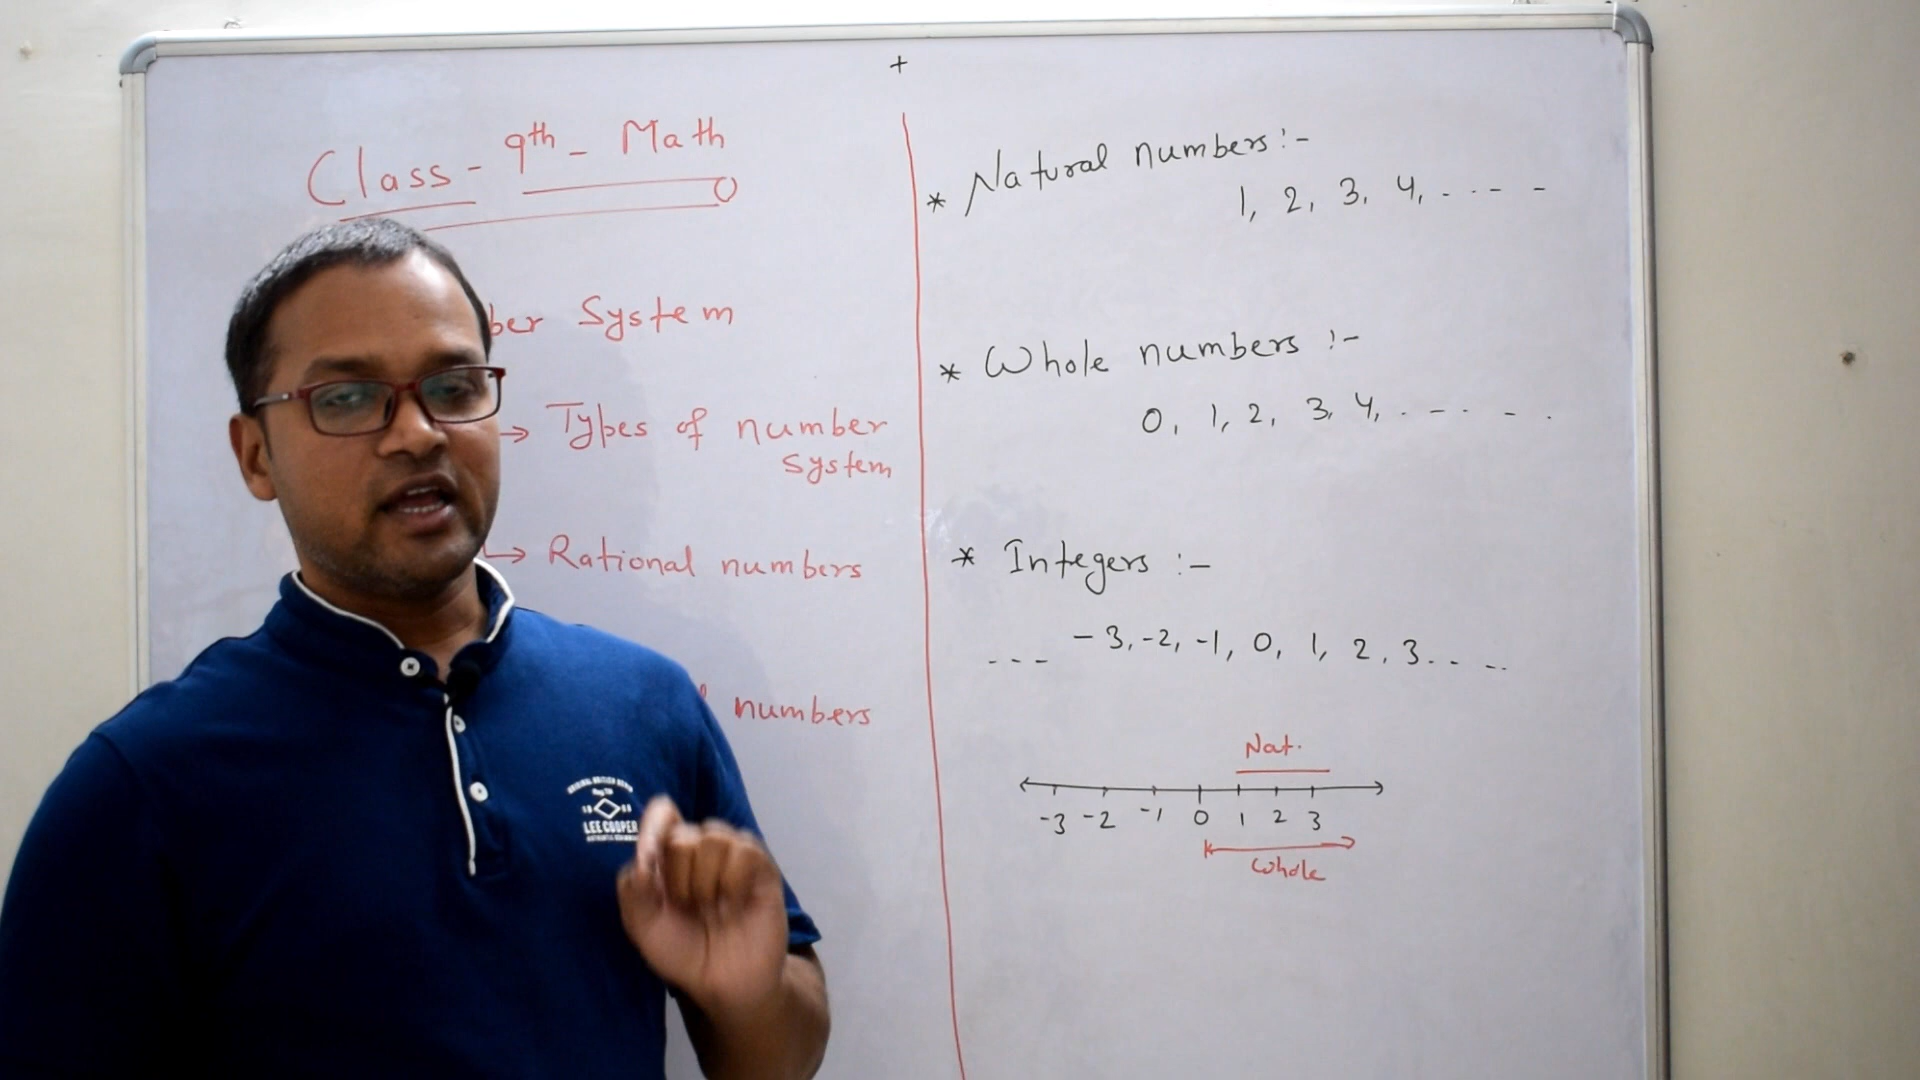 +
Class - 9th - Math
ber System
→ Types of number
system
→ Rational numbers
numbers
* Natural numbers :-
1, 2, 3, 4, . - - -
* Whole numbers :-
0, 1, 2, 3, 4, . - . - .
* Integers :-
--- -3, -2, -1, 0, 1, 2, 3. . - .
Nat.
-3 -2 -1 0 1 2 3
Whole
LEE COOPER